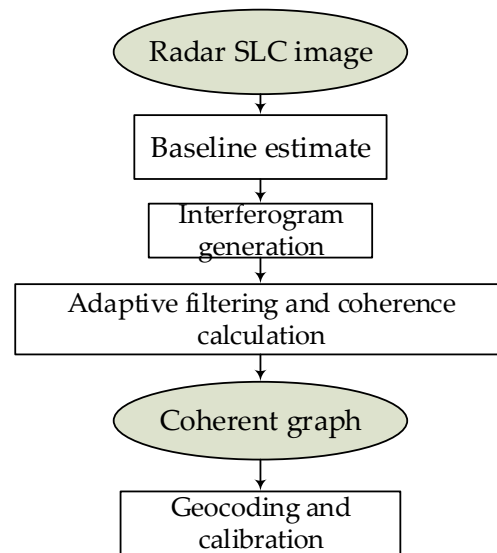 Radar SLC image
Baseline estimate
Interferogram
generation
Adaptive filtering and coherence
calculation
Coherent graph
Geocoding and
calibration